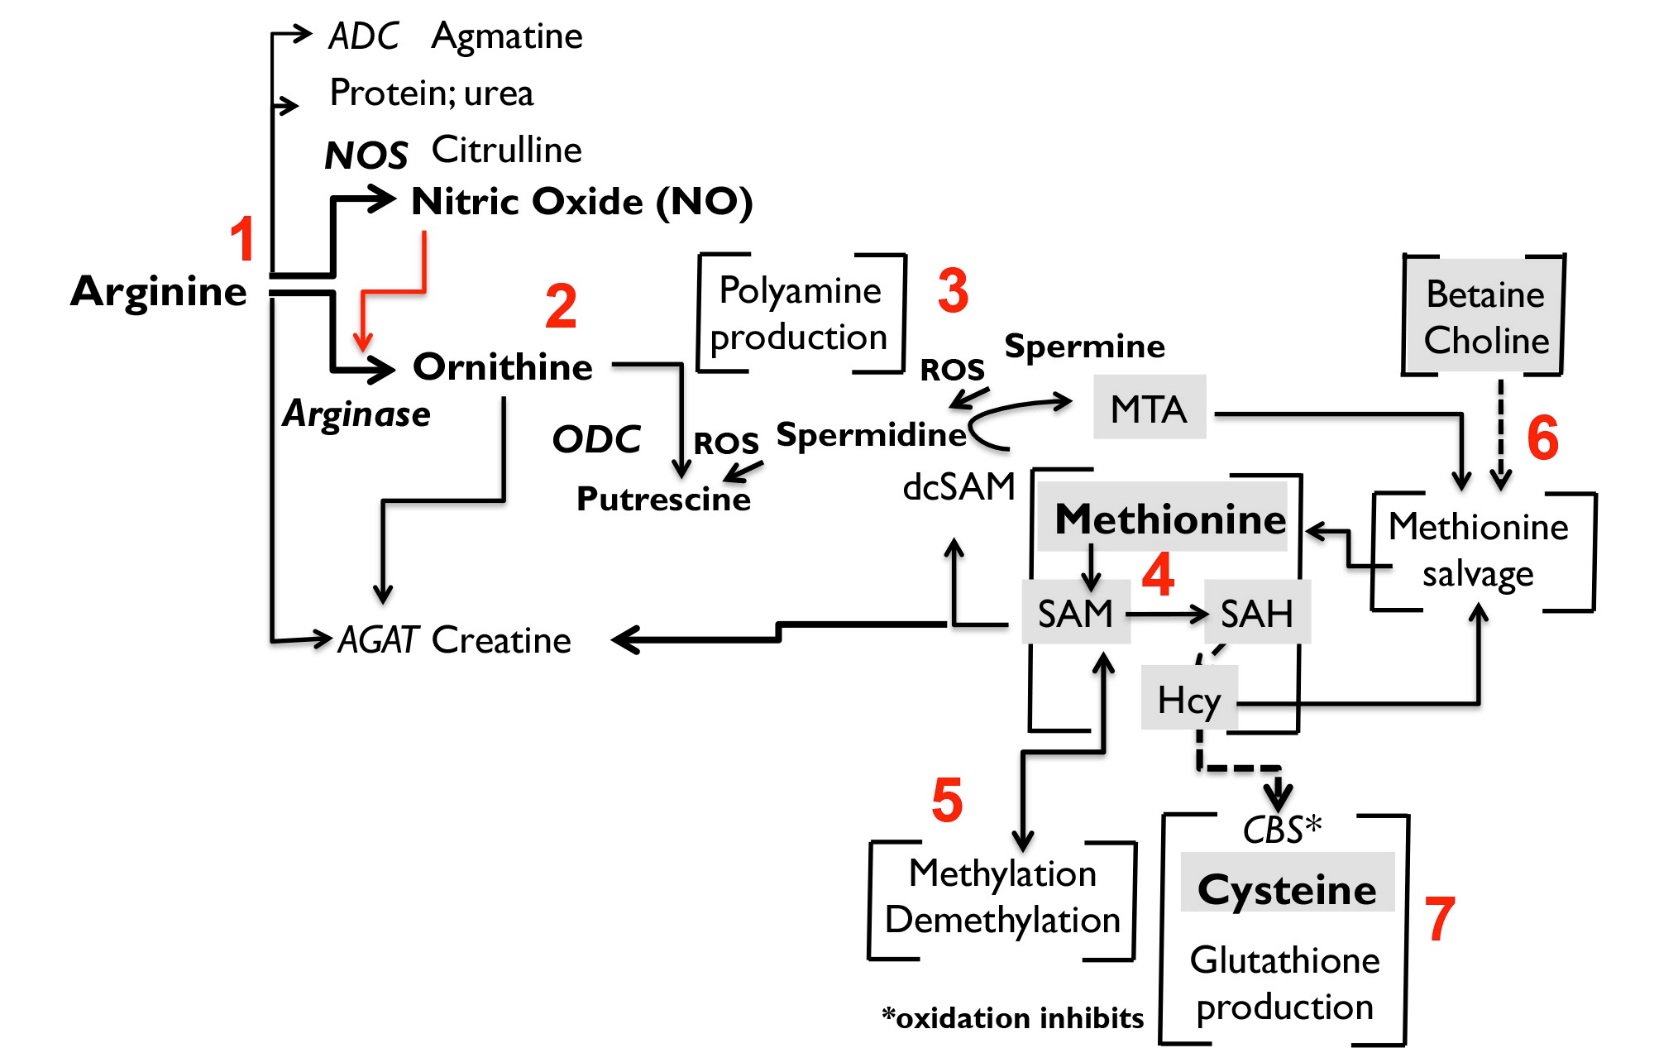 ADC Agmatine
Protein; urea
NOS Citrulline
Nitric Oxide (NO)
1
Arginine
2
Ornithine
Arginase
Polyamine
production
3
Spermine
ROS
MTA
Betaine
Choline
6
ODC
ROS
Spermidine
Putrescine
dcSAM
Methionine
4
SAM
SAH
Hcy
Methionine
salvage
AGAT Creatine
5
Methylation
Demethylation
CBS*
Cysteine
7
Glutathione
production
*oxidation inhibits